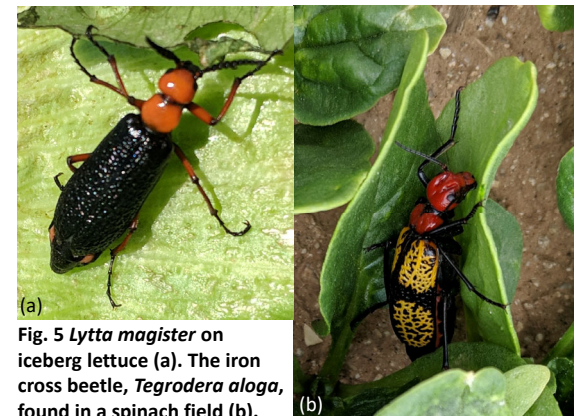 (a)
Fig. 5 Lytta magister on
iceberg lettuce (a). The iron
cross beetle, Tegrodera aloga,
found in a spinach field (b).
(b)